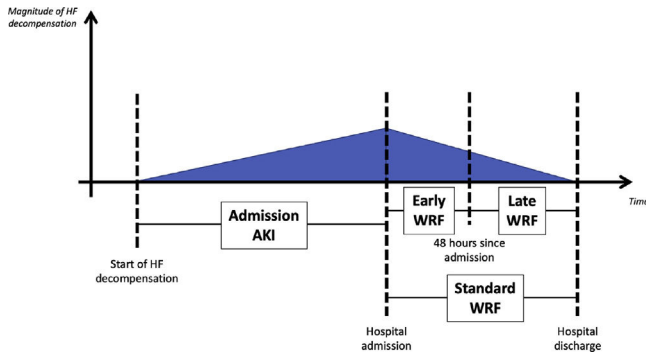 Magnitude of HF
decompensation
Time
Early
WRF
Late
WRF
Admission
AKI
48 hours since
admission
Start of HF
decompensation
Standard
WRF
Hospital
admission
Hospital
discharge